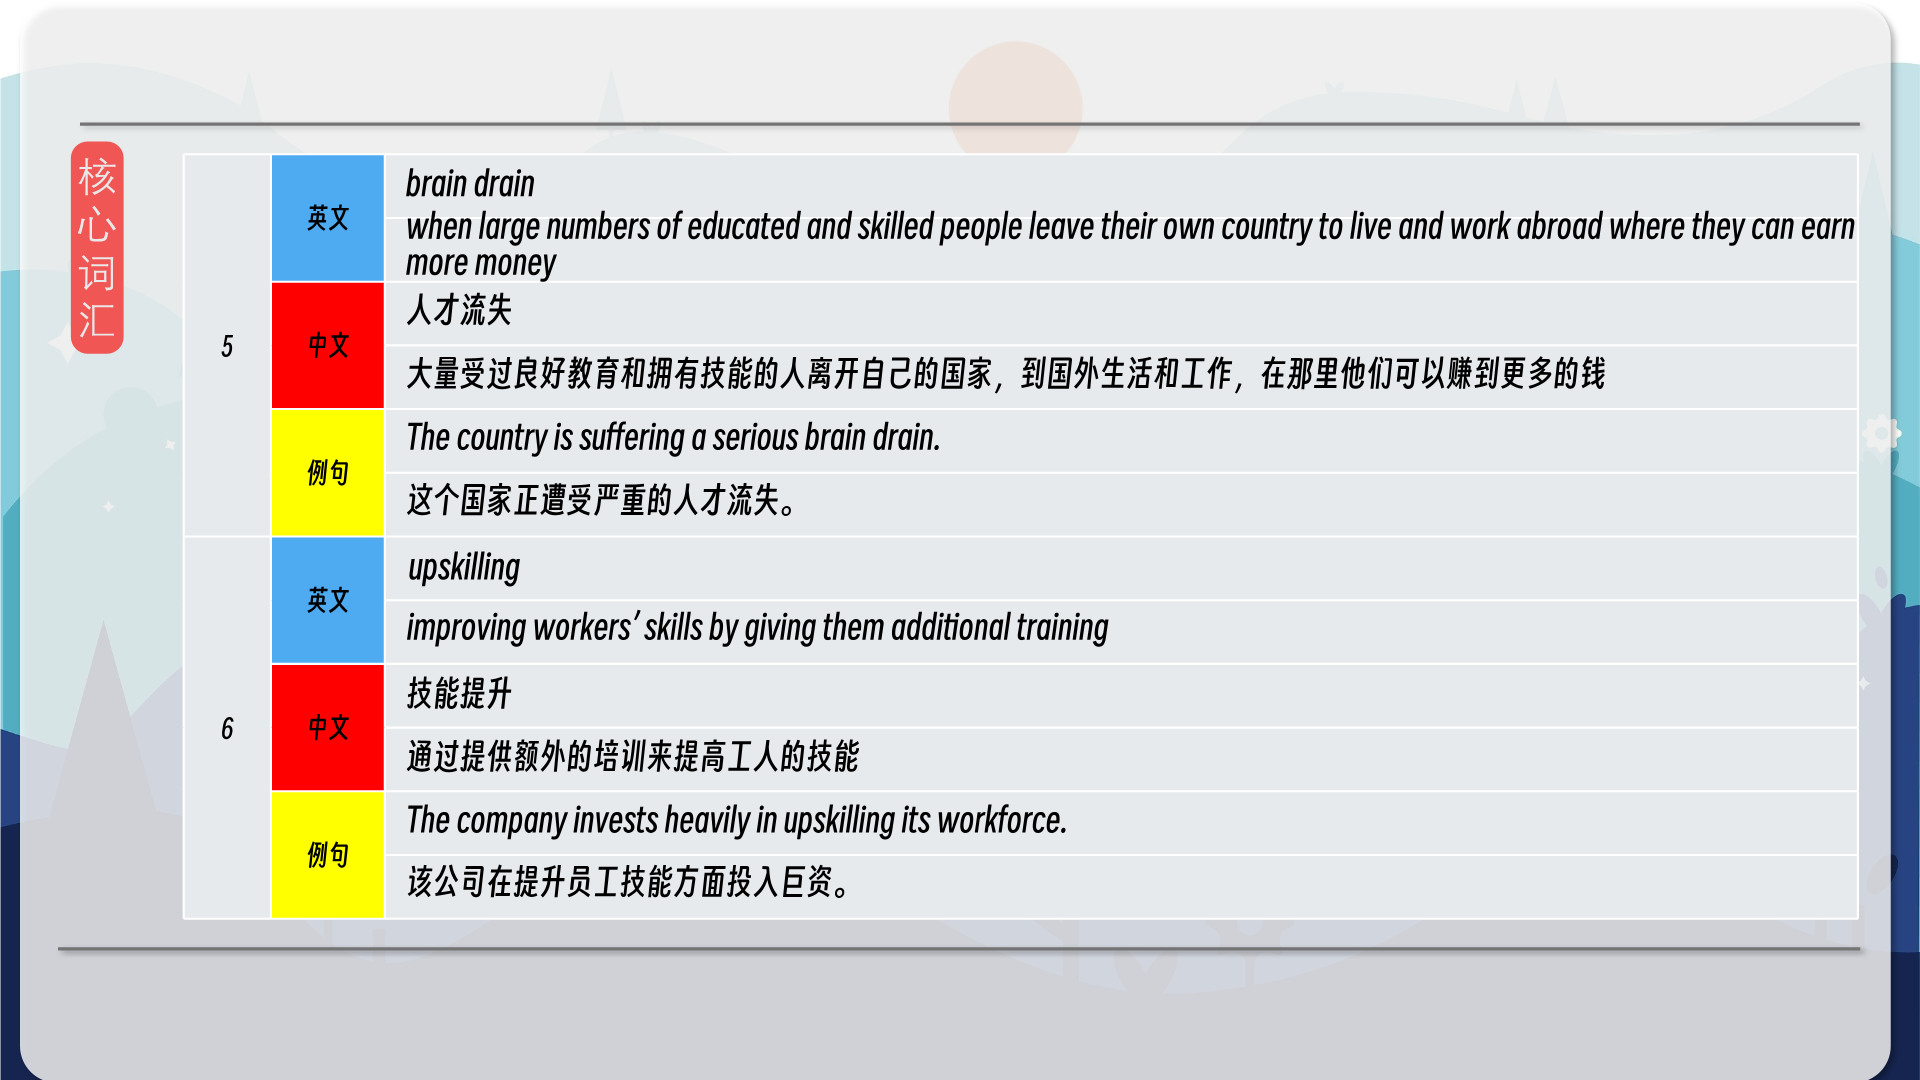 核
心
词
汇
5
英文
brain drain
when large numbers of educated and skilled people leave their own country to live and work abroad where they can earn
more money
中文
人才流失
大量受过良好教育和拥有技能的人离开自己的国家，到国外生活和工作，在那里他们可以赚到更多的钱
例句
The country is suffering a serious brain drain.
这个国家正遭受严重的人才流失。
6
英文
upskilling
improving workers’ skills by giving them additional training
中文
技能提升
通过提供额外的培训来提高工人的技能
例句
The company invests heavily in upskilling its workforce.
该公司在提升员工技能方面投入巨资。